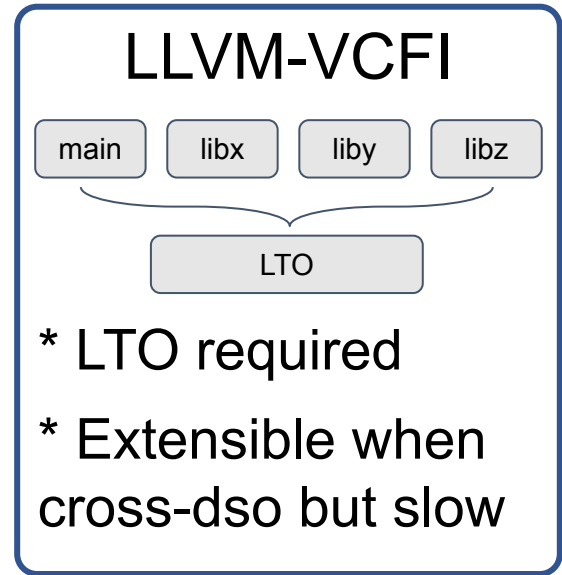 LLVM-VCFI
main libx liby libz
LTO
* LTO required
* Extensible when
cross-dso but slow